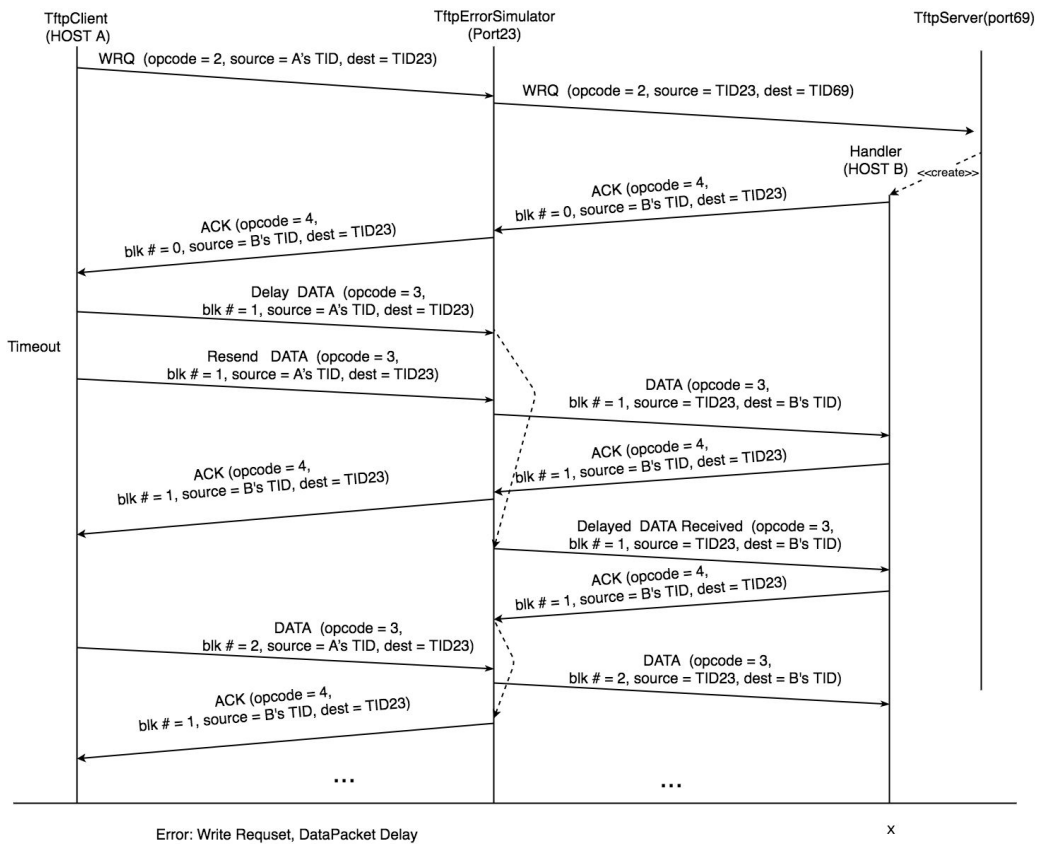 TftpClient
(HOST A)
TftpErrorSimulator
(Port23)
TftpServer(port69)
WRQ (opcode = 2, source = A's TID, dest = TID23)
WRQ (opcode = 2, source = TID23, dest = TID69)
Handler
(HOST B)
<<create>>
ACK (opcode = 4,
blk # = 0, source = B's TID, dest = TID23)
ACK (opcode = 4,
blk # = 0, source = B's TID, dest = TID23)
Delay DATA (opcode = 3,
blk # = 1, source = A's TID, dest = TID23)
Timeout
Resend DATA (opcode = 3,
blk # = 1, source = A's TID, dest = TID23)
DATA (opcode = 3,
blk # = 1, source = TID23, dest = B's TID)
ACK (opcode = 4,
blk # = 1, source = B's TID, dest = TID23)
ACK (opcode = 4,
blk # = 1, source = B's TID, dest = TID23)
Delayed DATA Received (opcode = 3,
blk # = 1, source = TID23, dest = B's TID)
ACK (opcode = 4,
blk # = 1, source = B's TID, dest = TID23)
DATA (opcode = 3,
blk # = 2, source = A's TID, dest = TID23)
DATA (opcode = 3,
blk # = 2, source = TID23, dest = B's TID)
ACK (opcode = 4,
blk # = 1, source = B's TID, dest = TID23)
...
...
Error: Write Requset, DataPacket Delay
x